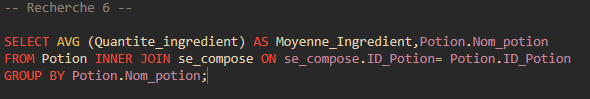 -- Recherche 6 --
SELECT AVG (Quantite_ingredient) AS Moyenne_Ingredient,Potion.Nom_potion
FROM Potion INNER JOIN se_compose ON se_compose.ID_Potion= Potion.ID_Potion
GROUP BY Potion.Nom_potion;